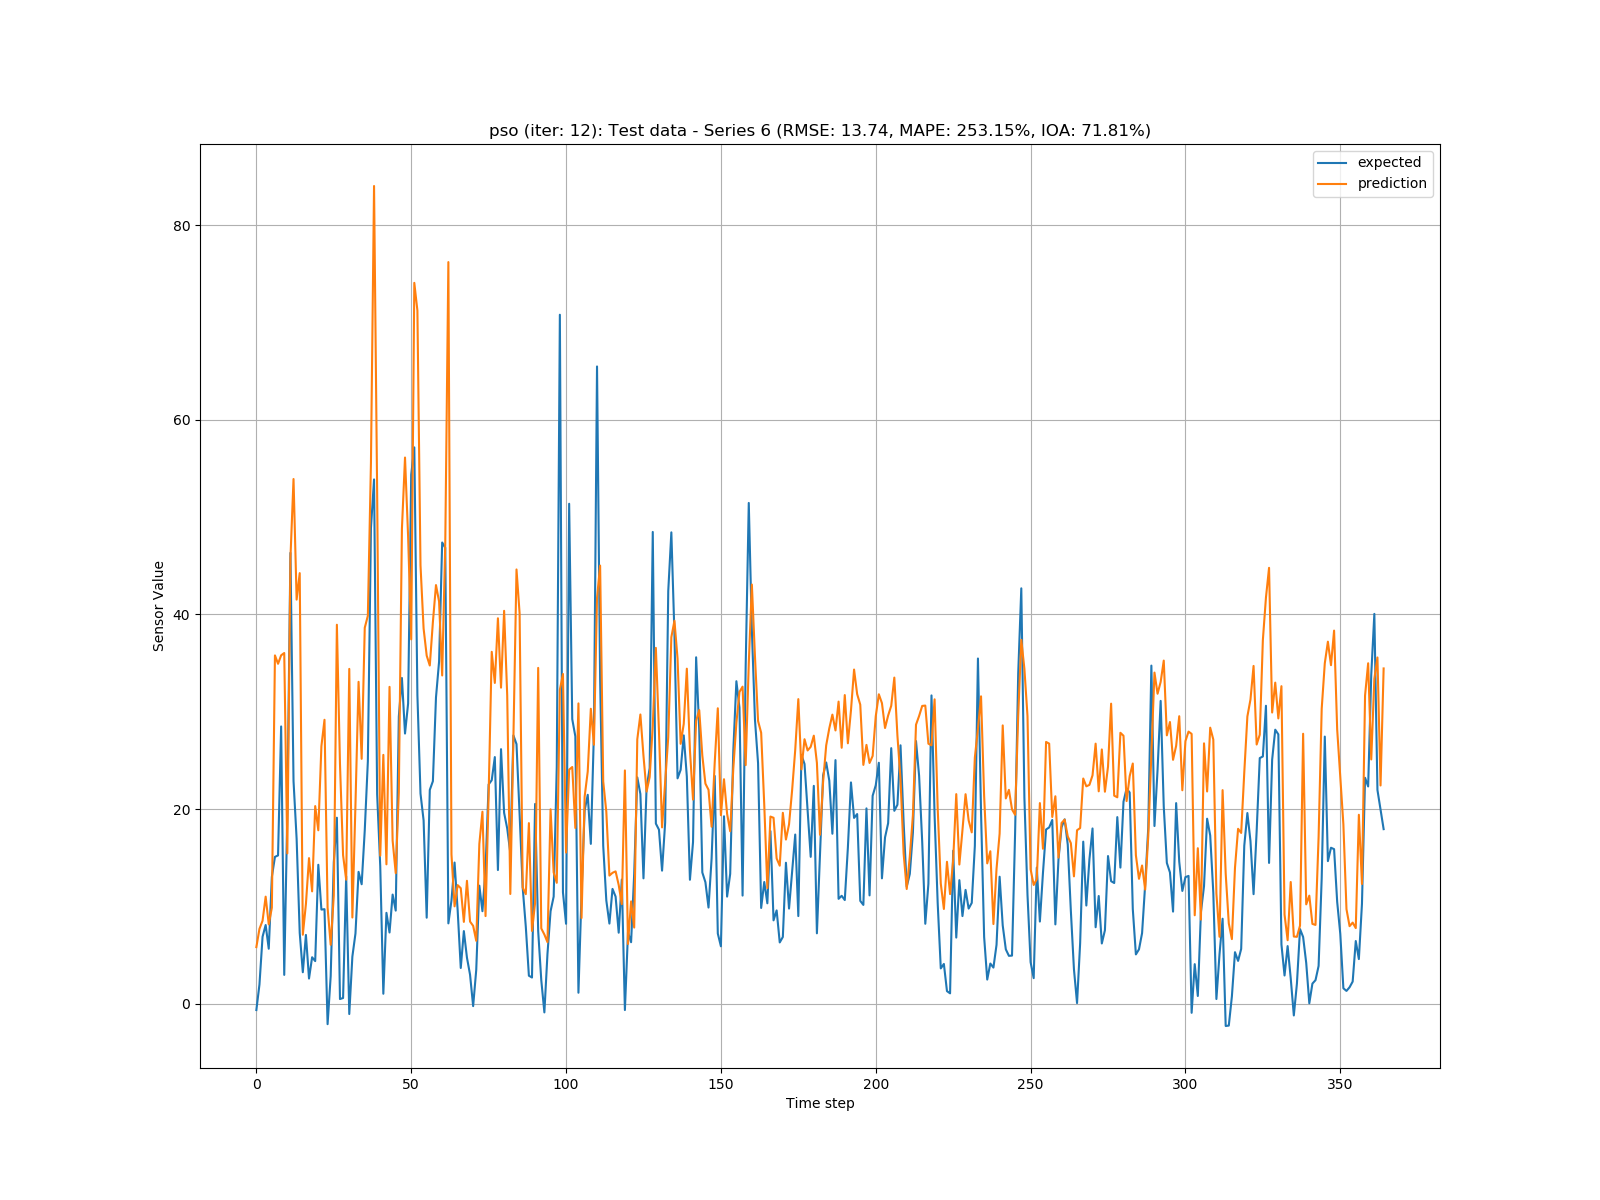 pso (iter: 12): Test data - Series 6 (RMSE: 13.74, MAPE: 253.15%, IOA: 71.81%)
expected
prediction
80
60
40
20
0
Sensor Value
0 50 100 150 200 250 300 350
Time step